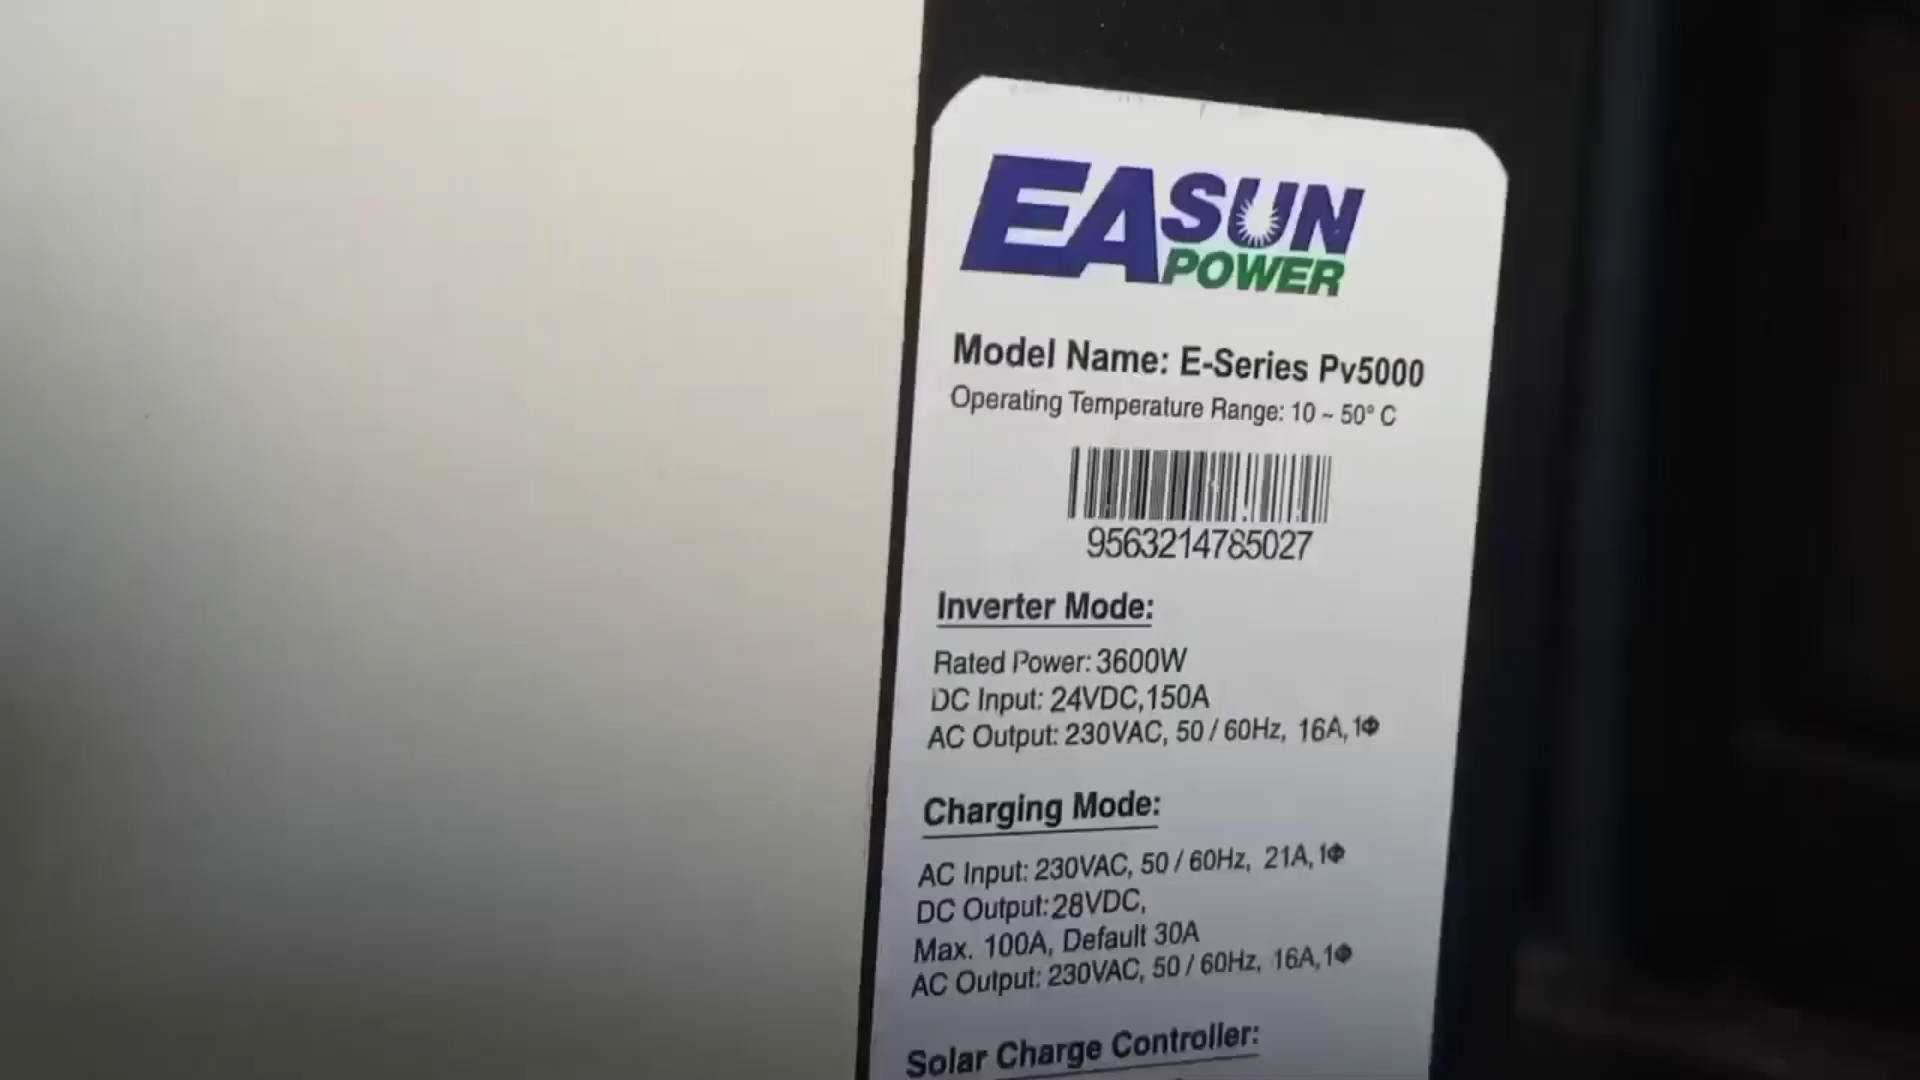 EASUN
POWER
Model Name: E-Series Pv5000
Operating Temperature Range: 10 ~ 50° C
9563214785027
Inverter Mode:
Rated Power: 3600W
DC Input: 24VDC,150A
AC Output: 230VAC, 50 / 60Hz, 16A, 1Φ
Charging Mode:
AC Input: 230VAC, 50 / 60Hz, 21A, 1Φ
DC Output:28VDC,
Max. 100A, Default 30A
AC Output: 230VAC, 50 / 60Hz, 16A, 1Φ
Solar Charge Controller: